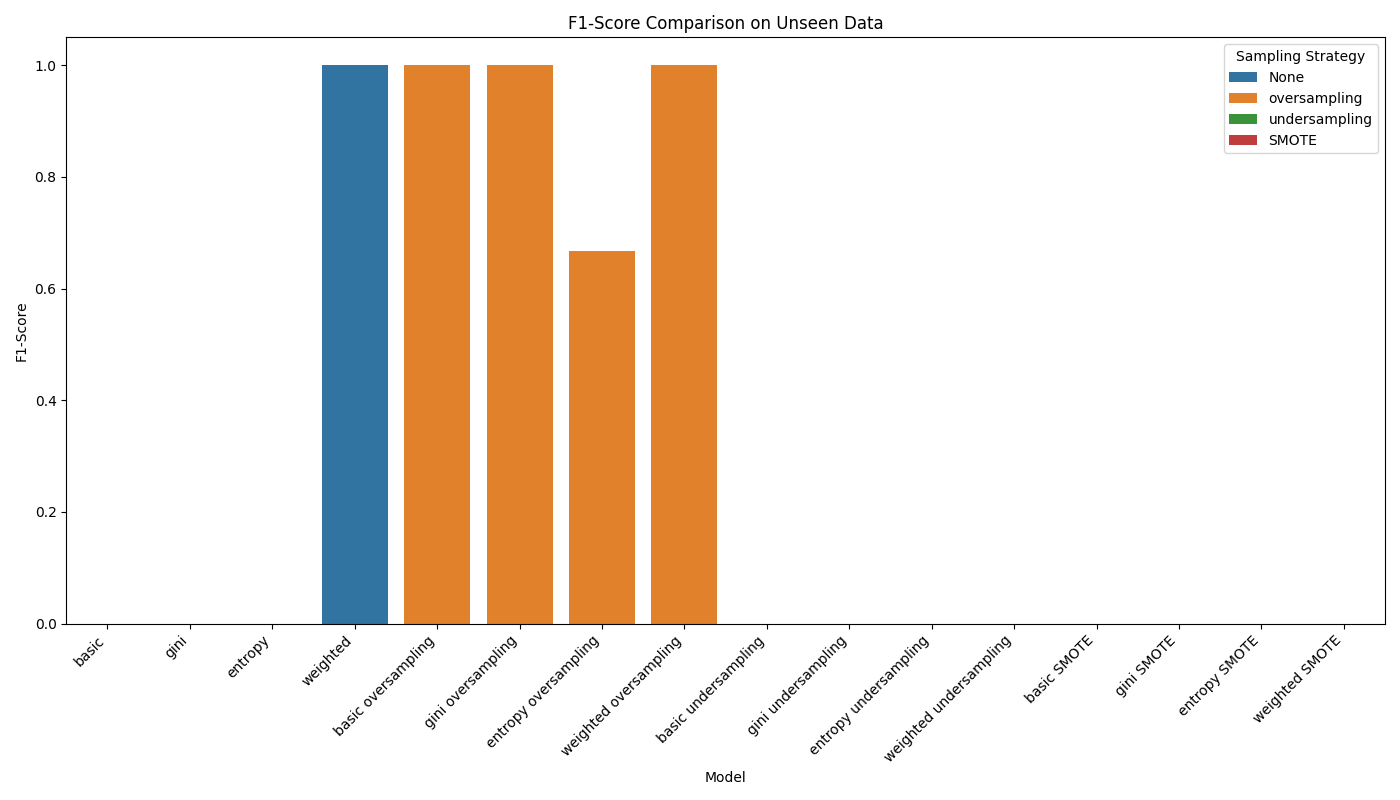 F1-Score Comparison on Unseen Data
Sampling Strategy
None
oversampling
undersampling
SMOTE
F1-Score
1.0
0.8
0.6
0.4
0.2
0.0
basic
gini
entropy
weighted
basic oversampling
gini oversampling
entropy oversampling
weighted oversampling
basic undersampling
gini undersampling
entropy undersampling
weighted undersampling
basic SMOTE
gini SMOTE
entropy SMOTE
weighted SMOTE
Model